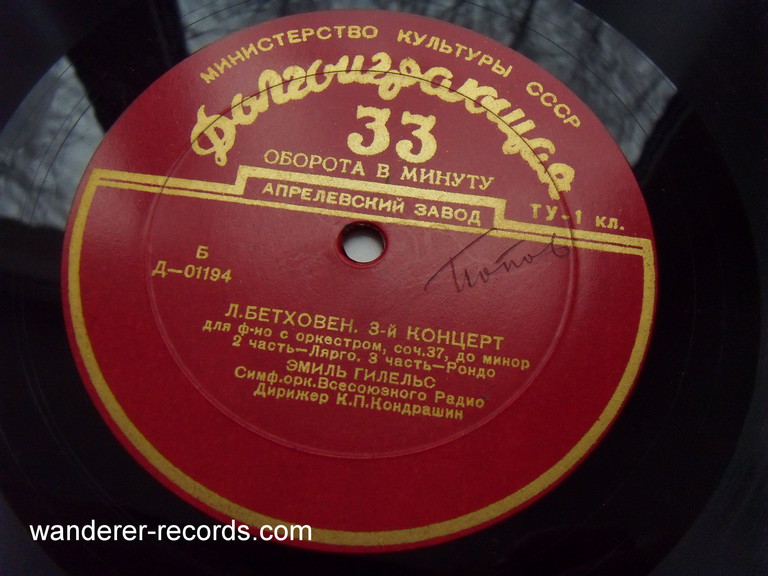 МИНИСТЕРСТВО КУЛЬТУРЫ СССР
Долгоиграющая
33
ОБОРОТА В МИНУТУ
АПРЕЛЕВСКИЙ ЗАВОД
ТУ-1 кл.
Попов
Б
Д—01194
Л.БЕТХОВЕН. 3-й КОНЦЕРТ
для ф-но с оркестром, соч.37, до минор
2 часть—Лярго. 3 часть—Рондо
ЭМИЛЬ ГИЛЕЛЬС
Симф.орк.Всесоюзного Радио
Дирижер К.П.Кондрашин
wanderer-records.com